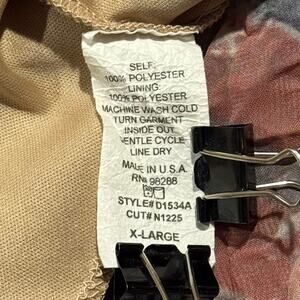 SELF:
100% POLYESTER
LINING:
100% POLYESTER
MACHINE WASH COLD
TURN GARMENT
INSIDE OUT
GENTLE CYCLE
LINE DRY
MADE IN U.S.A.
RN# 98288
STYLE# D1534A
CUT# N1225
X-LARGE